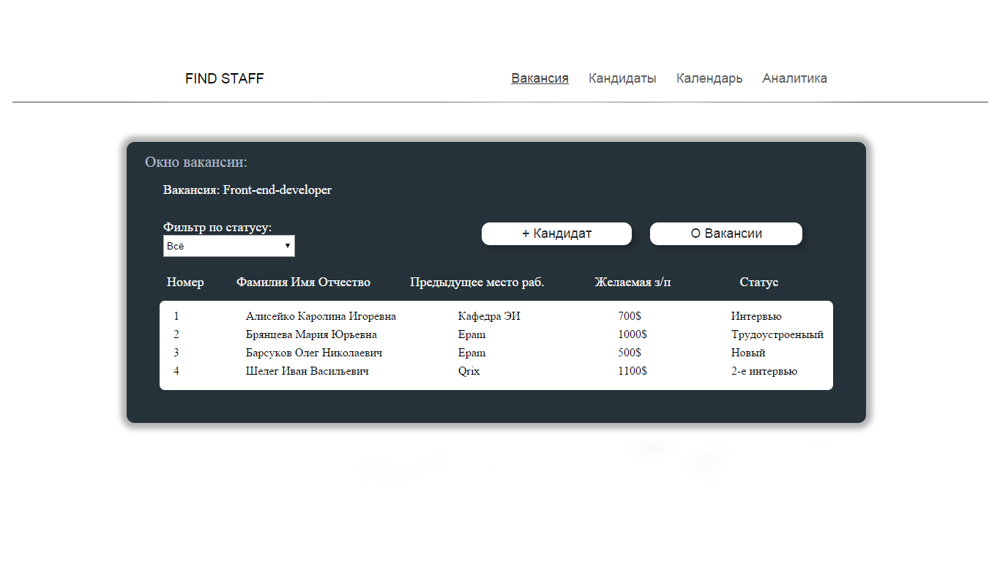 FIND STAFF Вакансия Кандидаты Календарь Аналитика
Окно вакансии:
Вакансия: Front-end-developer
Фильтр по статусу:
Всё
+ Кандидат О Вакансии
Номер Фамилия Имя Отчество Предыдущее место раб. Желаемая з/п Статус
1 Алисейко Каролина Игоревна Кафедра ЭИ 700$ Интервью
2 Брянцева Мария Юрьевна Epam 1000$ Трудоустроеныый
3 Барсуков Олег Николаевич Epam 500$ Новый
4 Шелег Иван Васильевич Qrix 1100$ 2-е интервью